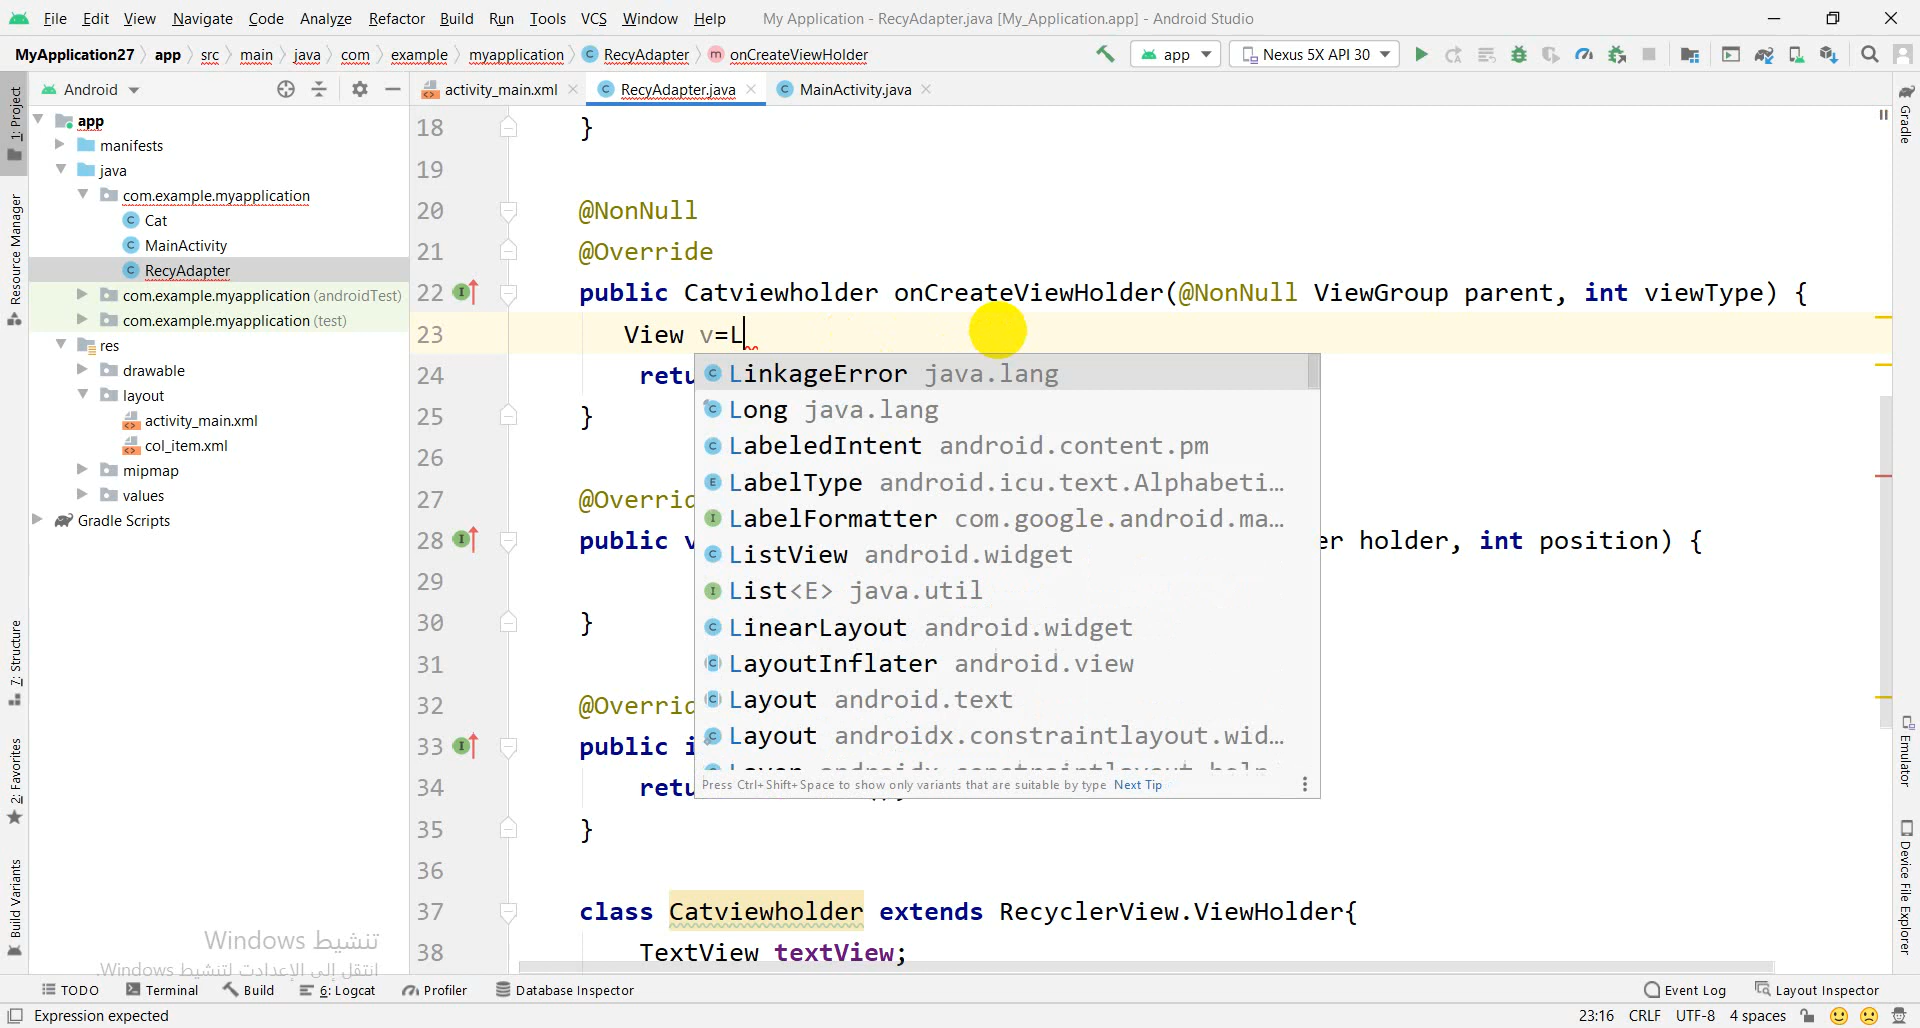 File Edit View Navigate Code Analyze Refactor Build Run Tools VCS Window Help My Application - RecyAdapter.java [My_Application.app] - Android Studio
MyApplication27 app src main java com example myapplication RecyAdapter onCreateViewHolder app Nexus 5X API 30
Android activity_main.xml RecyAdapter.java MainActivity.java
1: Project
Resource Manager
7: Structure
2: Favorites
Build Variants
app
manifests
java
com.example.myapplication
Cat
MainActivity
RecyAdapter
com.example.myapplication (androidTest)
com.example.myapplication (test)
res
drawable
layout
activity_main.xml
col_item.xml
mipmap
values
Gradle Scripts
18 }
19
20 @NonNull
21 @Override
22 public Catviewholder onCreateViewHolder(@NonNull ViewGroup parent, int viewType) {
23 View v=L
24 retu
25 }
26
27 @Overrid
28 public v er holder, int position) {
29
30 }
31
32 @Overrid
33 public i
34 retu
35 }
36
37 class Catviewholder extends RecyclerView.ViewHolder{
38 TextView textView;
LinkageError java.lang
Long java.lang
LabeledIntent android.content.pm
LabelType android.icu.text.Alphabeti…
LabelFormatter com.google.android.ma…
ListView android.widget
List<E> java.util
LinearLayout android.widget
LayoutInflater android.view
Layout android.text
Layout androidx.constraintlayout.wid…
Press Ctrl+Shift+Space to show only variants that are suitable by type Next Tip
Gradle
Emulator
Device File Explorer
تنشيط Windows
انتقل إلى الإعدادت لتنشيط Windows.
TODO Terminal Build 6: Logcat Profiler Database Inspector Event Log Layout Inspector
Expression expected 23:16 CRLF UTF-8 4 spaces